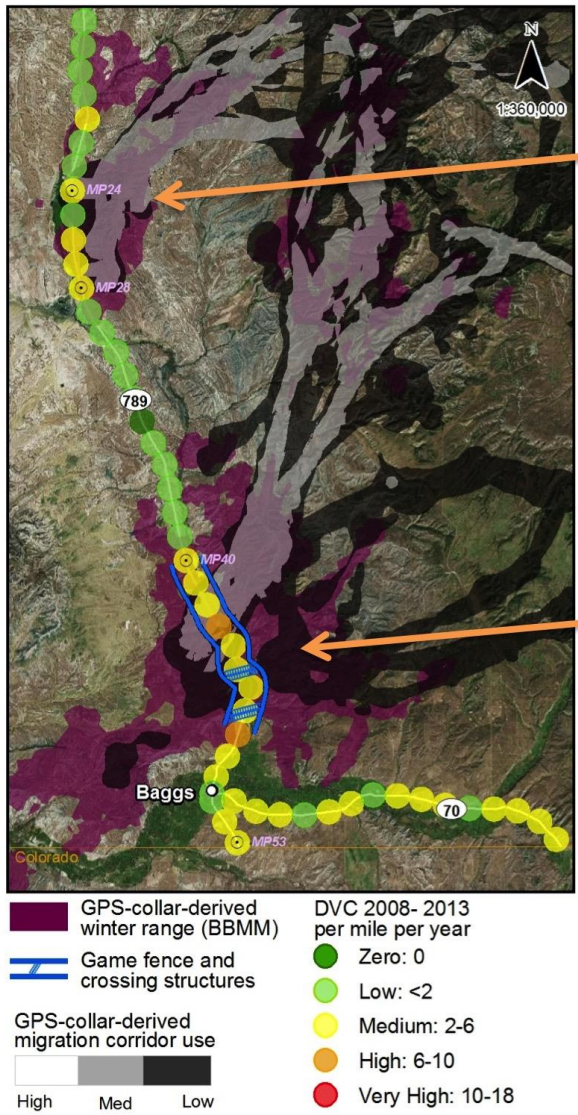 N
1:360,000
MP24
MP28
789
MP40
Baggs
70
MP53
Colorado
GPS-collar-derived
winter range (BBMM)
Game fence and
crossing structures
GPS-collar-derived
migration corridor use
High
Med
Low
DVC 2008- 2013
per mile per year
Zero: 0
Low: <2
Medium: 2-6
High: 6-10
Very High: 10-18